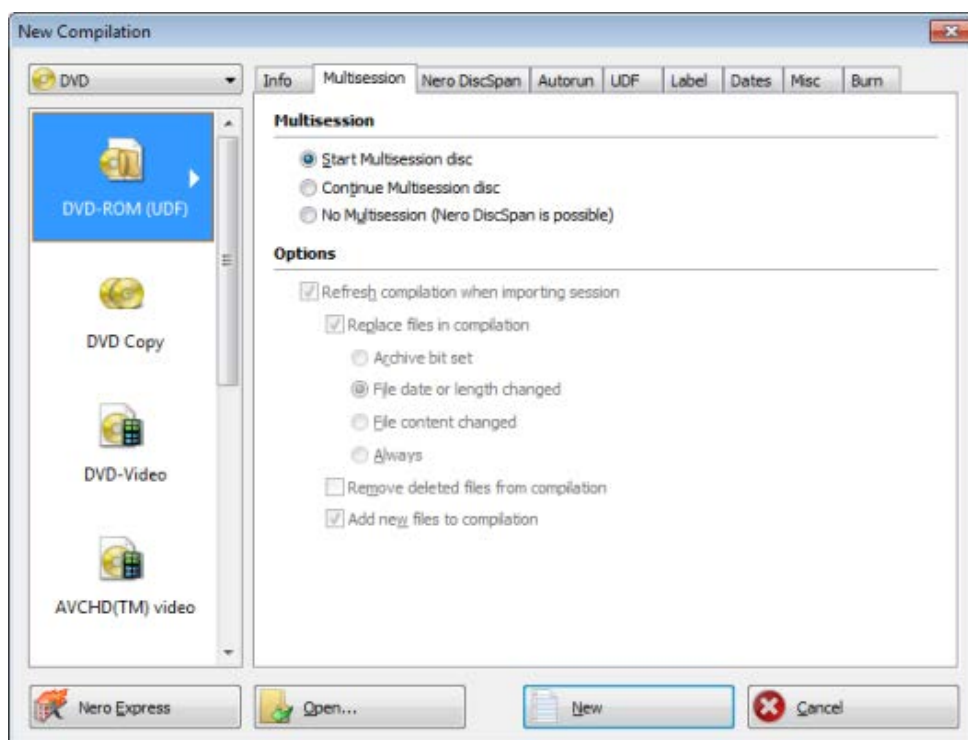 New Compilation
DVD
Info Multisession Nero DiscSpan Autorun UDF Label Dates Misc Burn
DVD-ROM (UDF)
DVD Copy
DVD-Video
AVCHD(TM) video
Multisession
Start Multisession disc
Continue Multisession disc
No Multisession (Nero DiscSpan is possible)
Options
Refresh compilation when importing session
Replace files in compilation
Archive bit set
File date or length changed
File content changed
Always
Remove deleted files from compilation
Add new files to compilation
Nero Express Open... New Cancel